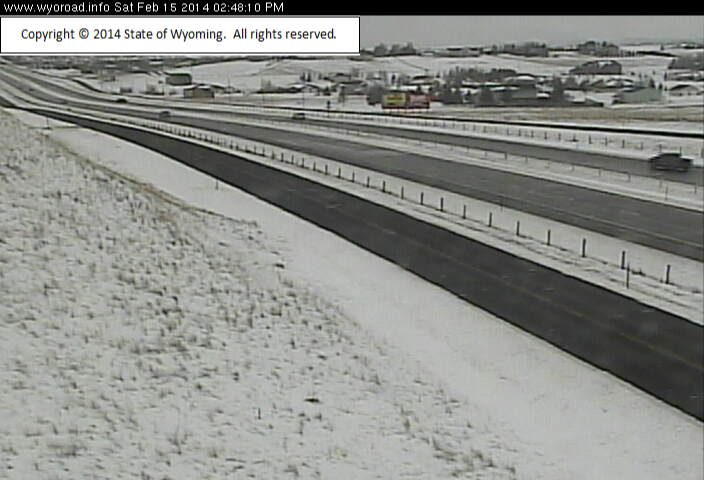 www.wyoroad.info Sat Feb 15 2014 02:48:10 PM
Copyright © 2014 State of Wyoming.  All rights reserved.